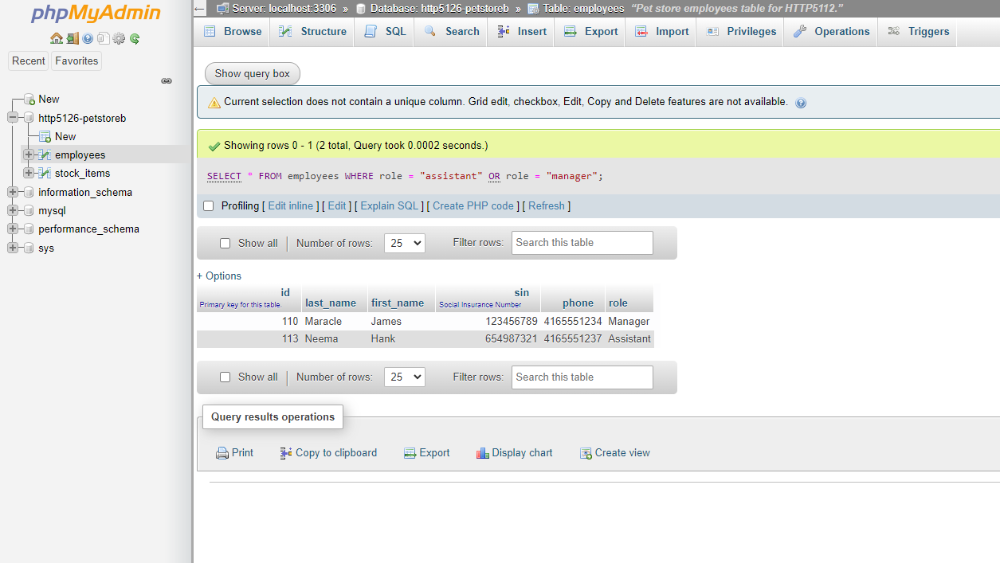 phpMyAdmin
Recent Favorites
New
http5126-petstoreb
New
employees
stock_items
information_schema
mysql
performance_schema
sys
Server: localhost:3306 » Database: http5126-petstoreb » Table: employees "Pet store employees table for HTTP5112."
Browse Structure SQL Search Insert Export Import Privileges Operations Triggers
Show query box
Current selection does not contain a unique column. Grid edit, checkbox, Edit, Copy and Delete features are not available.
Showing rows 0 - 1 (2 total, Query took 0.0002 seconds.)
SELECT * FROM employees WHERE role = "assistant" OR role = "manager";
Profiling [ Edit inline ] [ Edit ] [ Explain SQL ] [ Create PHP code ] [ Refresh ]
Show all Number of rows: 25 Filter rows: Search this table
+ Options
id last_name first_name sin phone role
Primary key for this table. Social Insurance Number
110 Maracle James 123456789 4165551234 Manager
113 Neema Hank 654987321 4165551237 Assistant
Show all Number of rows: 25 Filter rows: Search this table
Query results operations
Print Copy to clipboard Export Display chart Create view